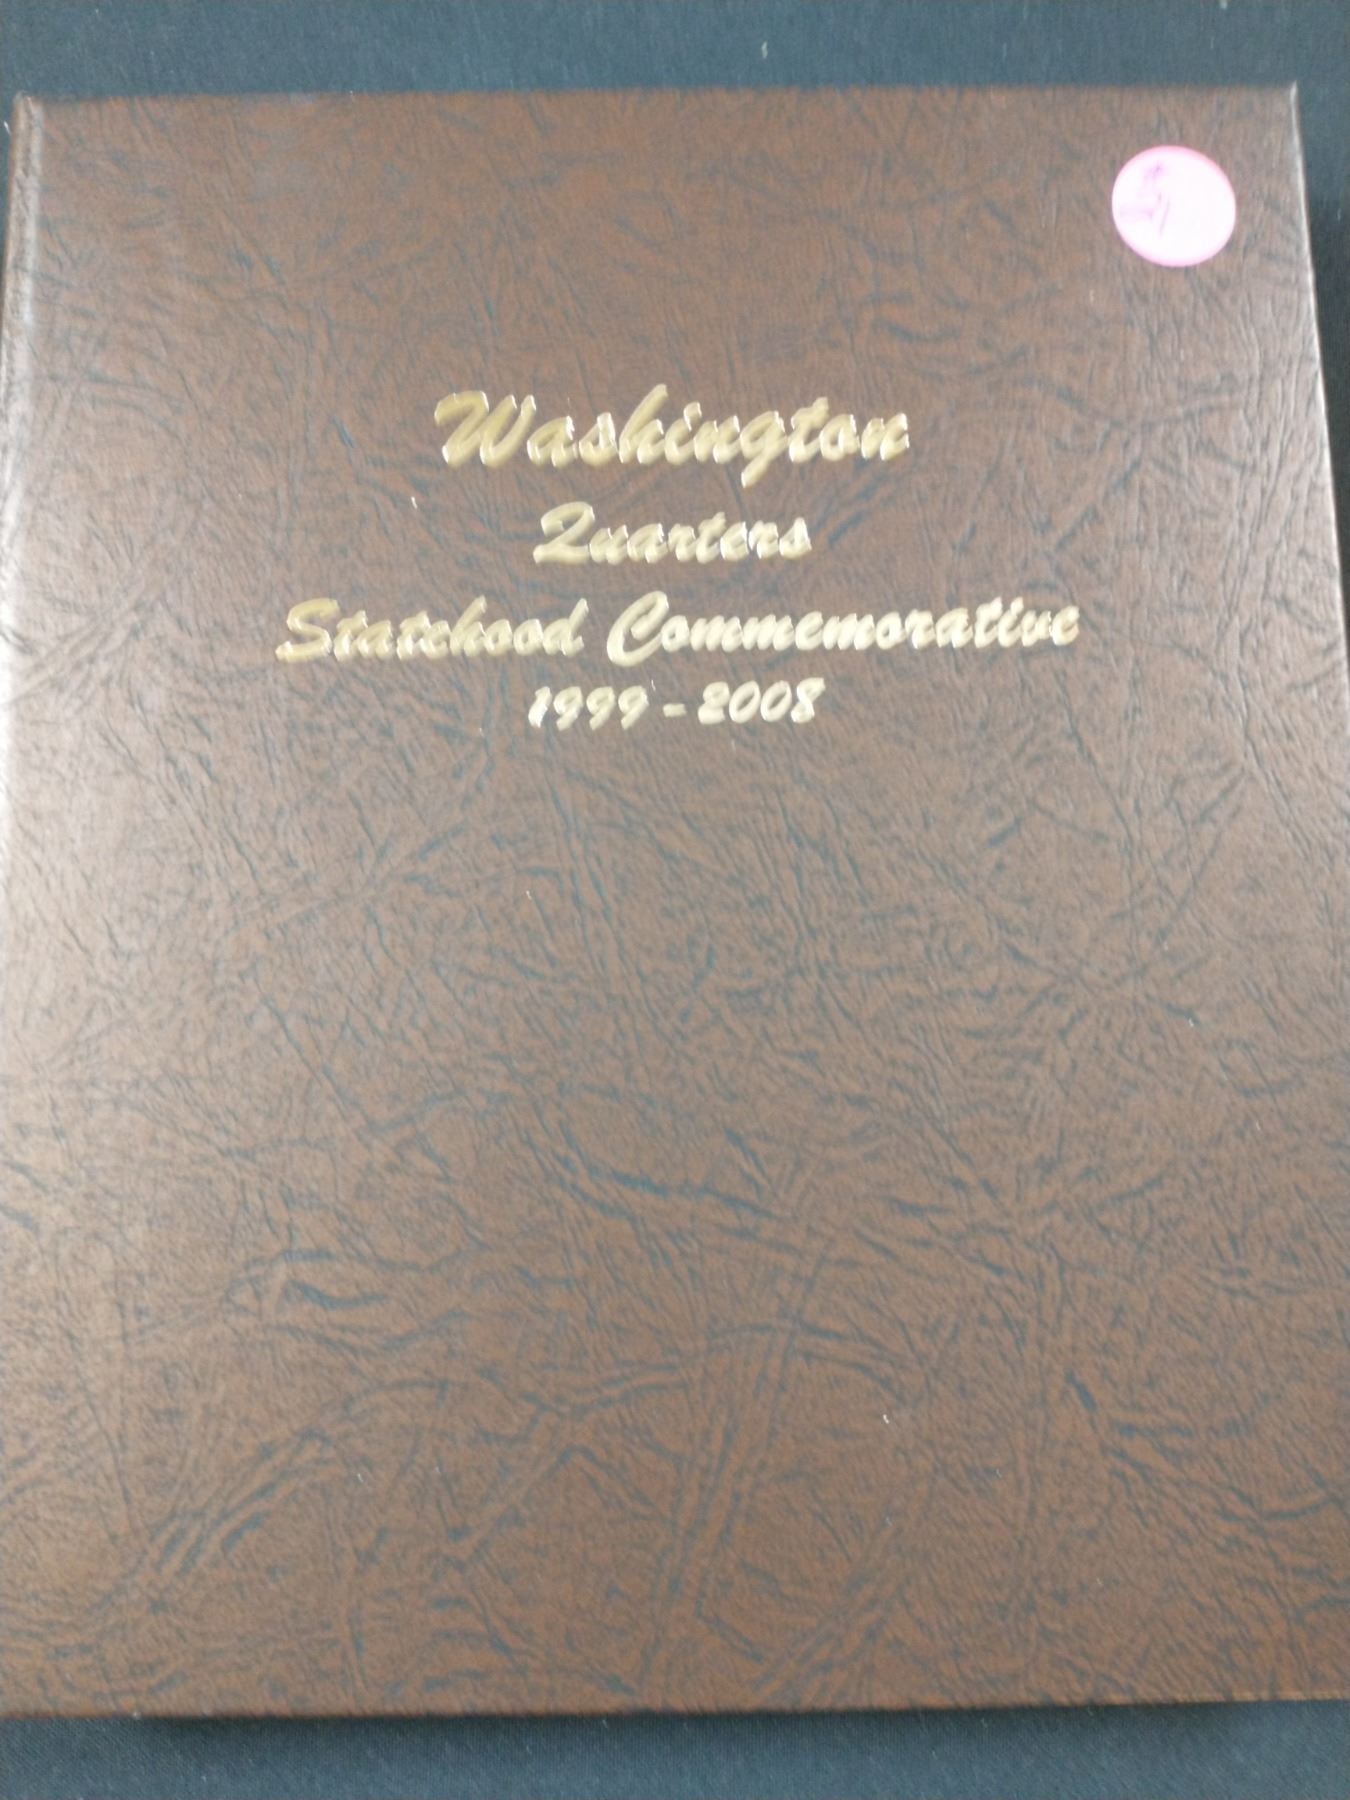 Washington
Quarters
Statehood Commemorative
1999-2008